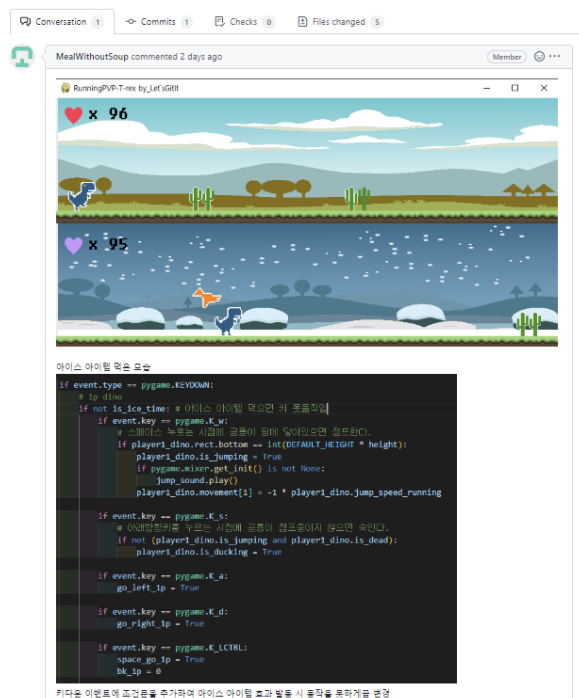 Conversation 1
Commits 1
Checks 0
Files changed 5
MealWithoutSoup commented 2 days ago
Member
RunningPVP-T-rex by_Let'sGitIt
x 96
x 95
아이스 아이템 먹은 모습
if event.type == pygame.KEYDOWN:
# 1p dino
if not is_ice_time: # 아이스 아이템 먹으면 키 못움직임
if event.key == pygame.K_w:
# 스페이스 누르는 시점에 공룡이 땅에 닿아있으면 점프한다.
if player1_dino.rect.bottom == int(DEFAULT_HEIGHT * height):
player1_dino.is_jumping = True
if pygame.mixer.get_init() is not None:
jump_sound.play()
player1_dino.movement[1] = -1 * player1_dino.jump_speed_running
if event.key == pygame.K_s:
# 아래방향키를 누르는 시점에 공룡이 점프중이지 않으면 숙인다.
if not (player1_dino.is_jumping and player1_dino.is_dead):
player1_dino.is_ducking = True
if event.key == pygame.K_a:
go_left_1p = True
if event.key == pygame.K_d:
go_right_1p = True
if event.key == pygame.K_LCTRL:
space_go_1p = True
bk_1p = 0
키다운 이벤트에 조건문을 추가하여 아이스 아이템 효과 발동 시 동작을 못하게끔 변경